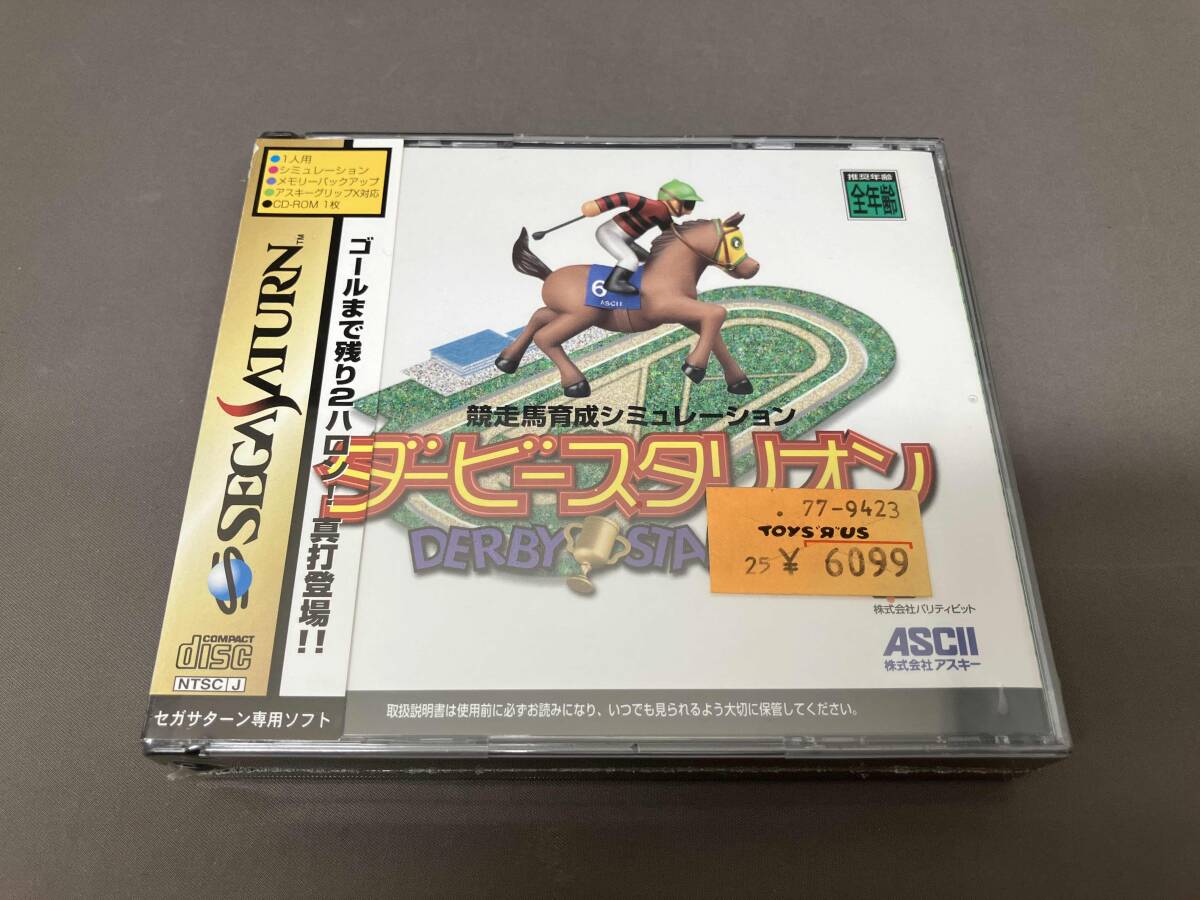 ●1人用
●シミュレーション
●メモリーバックアップ
●アスキーグリップX対応
●CD-ROM 1枚
SEGA SATURN™
ゴールまで残り2ハロン!真打登場!!
COMPACT
disc
NTSC J
セガサターン専用ソフト
推奨年齢
全年齢
6
ASCII
競走馬育成シミュレーション
ダービースタリオン
DERBY STA
77-9423
TOYS"R"US
25 ¥ 6099
株式会社パリティビット
ASCII
株式会社アスキー
取扱説明書は使用前に必ずお読みになり、いつでも見られるよう大切に保管してください。